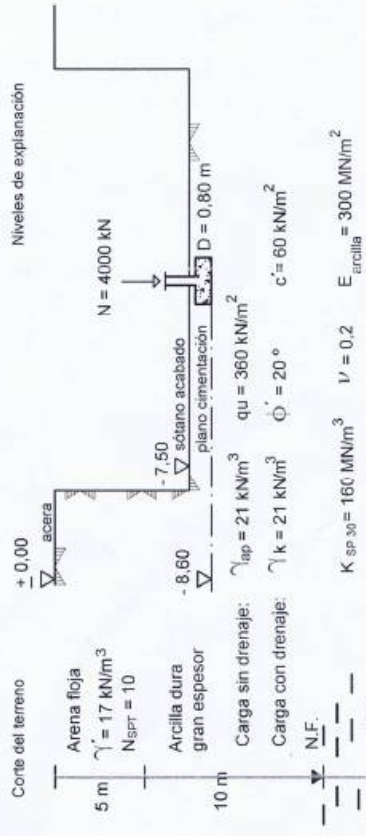 Corte del terreno
Niveles de explanación
± 0,00
acera
5 m
Arena floja
γ´= 17 kN/m³
NSPT = 10
N = 4000 kN
- 7,50
sótano acabado
D = 0,80 m
- 8,60
plano cimentación
10 m
Arcilla dura
gran espesor
Carga sin drenaje:
γap = 21 kN/m³
qu = 360 kN/m²
Carga con drenaje:
γk = 21 kN/m³
Φ´= 20 º
c´= 60 kN/m²
N.F.
K SP 30 = 160 MN/m³
ν = 0,2
E arcilla = 300 MN/m²